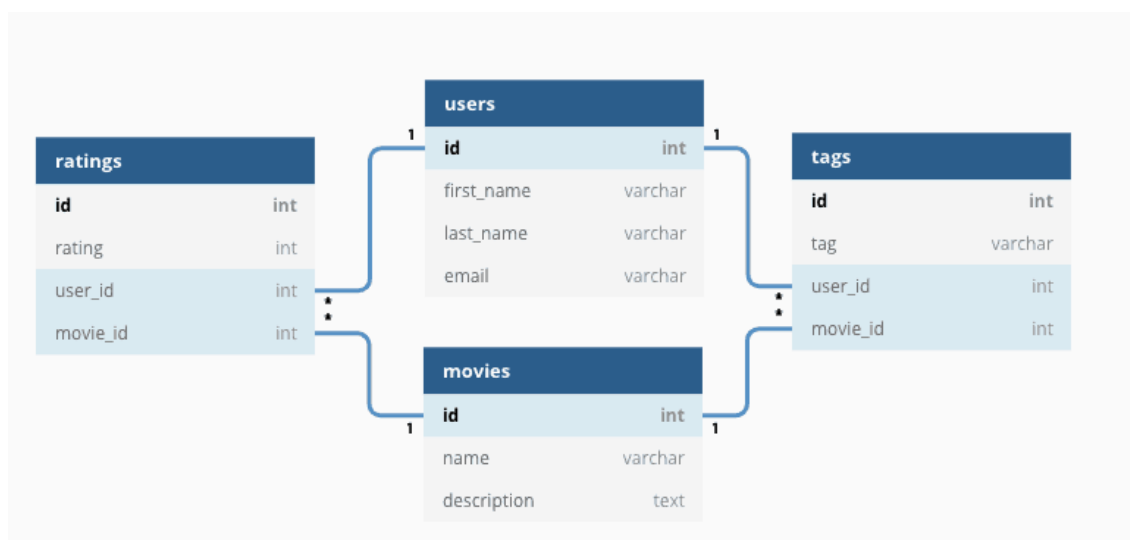 ratings
id int
rating int
user_id int
movie_id int
*
*
1
1
users
id int
first_name varchar
last_name varchar
email varchar
1
1
movies
id int
name varchar
description text
tags
id int
tag varchar
user_id int
movie_id int
*
*